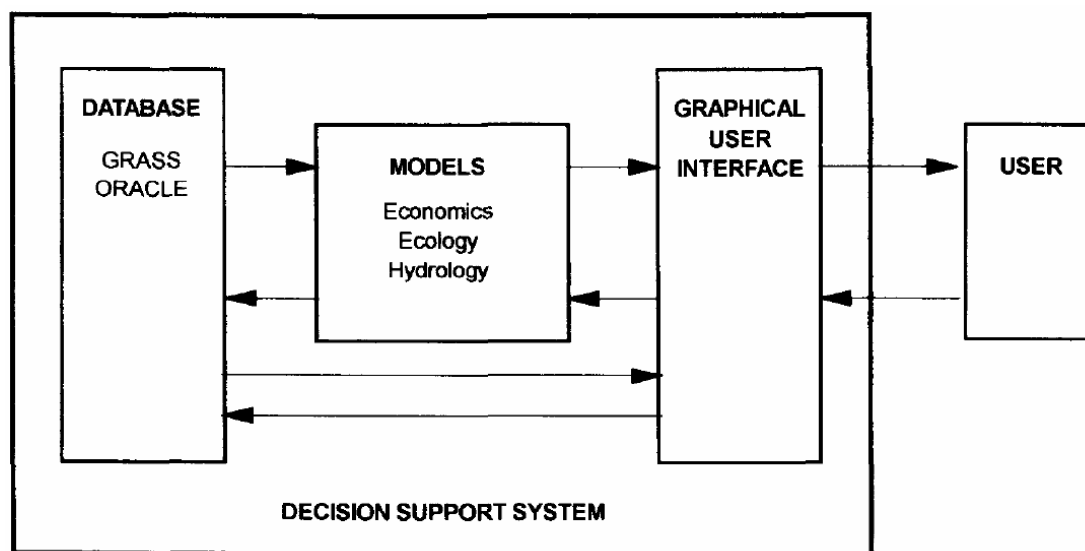 DATABASE
GRASS
ORACLE
MODELS
Economics
Ecology
Hydrology
GRAPHICAL
USER
INTERFACE
USER
DECISION SUPPORT SYSTEM